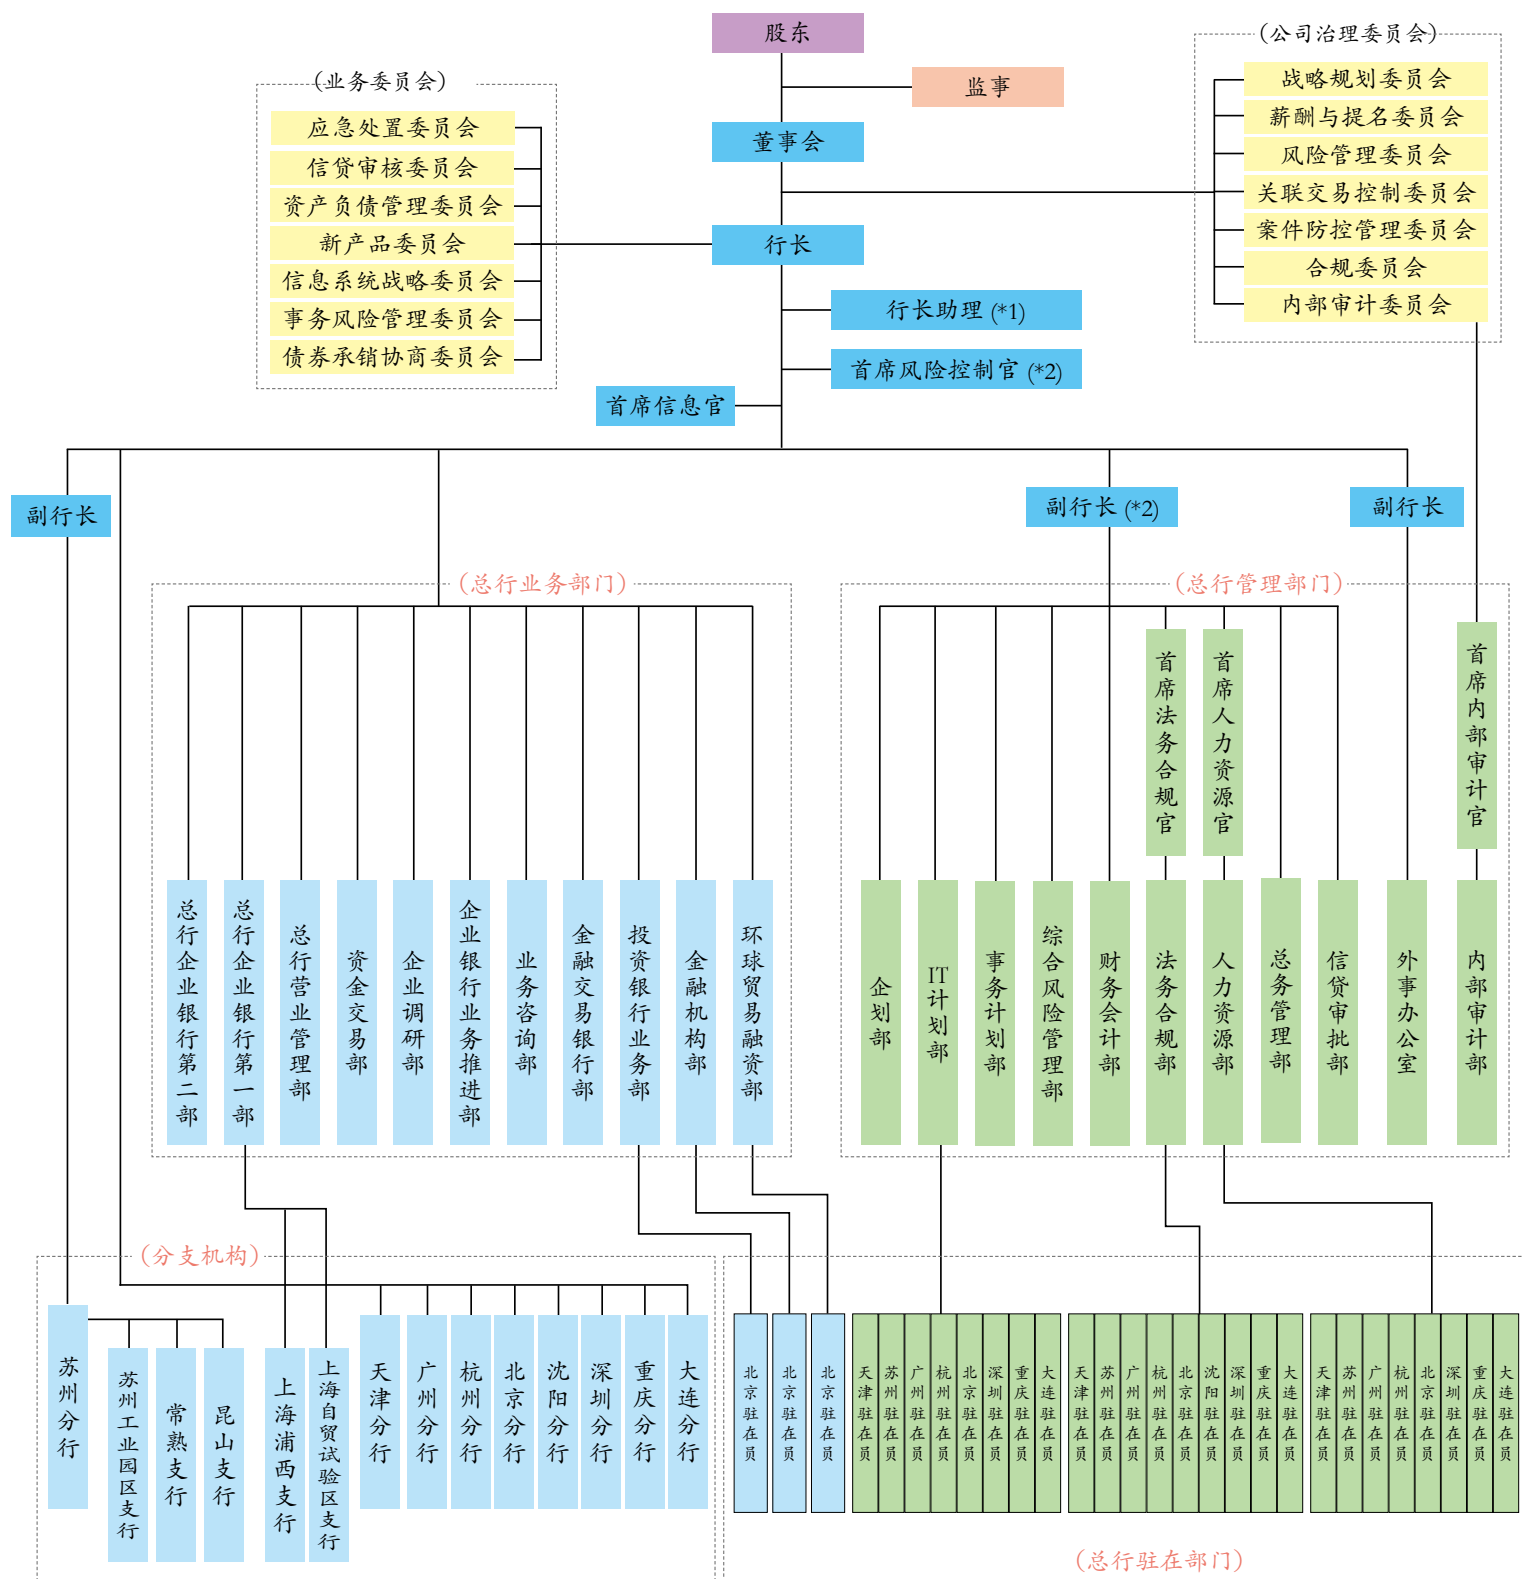 股东
(公司治理委员会)
(业务委员会)
监事
战略规划委员会
薪酬与提名委员会
风险管理委员会
关联交易控制委员会
案件防控管理委员会
合规委员会
内部审计委员会
应急处置委员会
信贷审核委员会
资产负债管理委员会
新产品委员会
信息系统战略委员会
事务风险管理委员会
债券承销协商委员会
董事会
行长
行长助理 (*1)
首席风险控制官 (*2)
首席信息官
副行长
副行长 (*2)
副行长
(总行业务部门)
(总行管理部门)
首席法务合规官
首席人力资源官
首席内部审计官
总行企业银行第二部
总行企业银行第一部
总行营业管理部
资金交易部
企业调研部
企业银行业务推进部
业务咨询部
金融交易银行部
投资银行业务部
金融机构部
环球贸易融资部
企划部
IT计划部
事务计划部
综合风险管理部
财务会计部
法务合规部
人力资源部
总务管理部
信贷审批部
外事办公室
内部审计部
(分支机构)
苏州分行
苏州工业园区支行
常熟支行
昆山支行
上海浦西支行
上海自贸试验区支行
天津分行
广州分行
杭州分行
北京分行
沈阳分行
深圳分行
重庆分行
大连分行
北京驻在员
北京驻在员
北京驻在员
天津驻在员
苏州驻在员
广州驻在员
杭州驻在员
北京驻在员
深圳驻在员
重庆驻在员
大连驻在员
天津驻在员
苏州驻在员
广州驻在员
杭州驻在员
北京驻在员
沈阳驻在员
深圳驻在员
重庆驻在员
大连驻在员
天津驻在员
苏州驻在员
广州驻在员
杭州驻在员
北京驻在员
深圳驻在员
重庆驻在员
大连驻在员
(总行驻在部门)